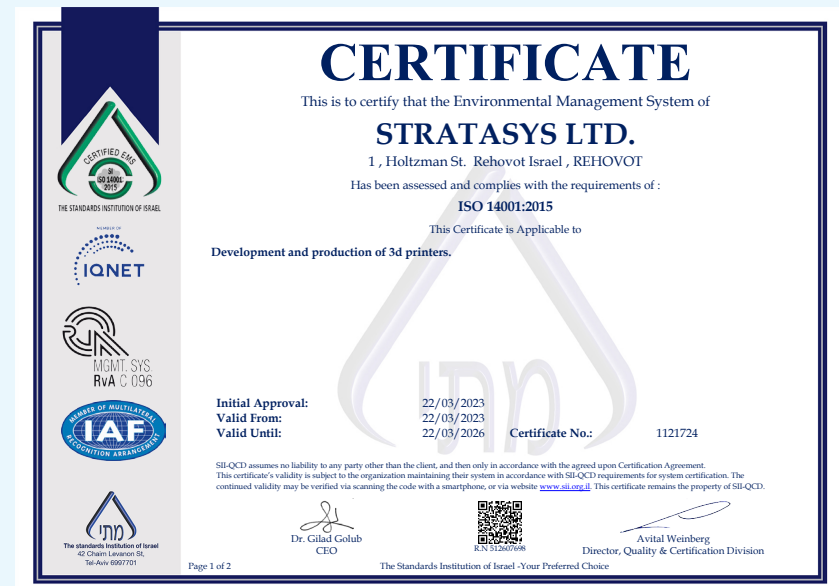 CERTIFICATE
This is to certify that the Environmental Management System of
STRATASYS LTD.
1 , Holtzman St. Rehovot Israel , REHOVOT
Has been assessed and complies with the requirements of :
ISO 14001:2015
This Certificate is Applicable to
Development and production of 3d printers.
CERTIFIED EMS
SI
ISO 14001:
2015
THE STANDARDS INSTITUTION OF ISRAEL
MEMBER OF
IQNET
MGMT. SYS.
RvA C 096
MEMBER OF MULTILATERAL
IAF
RECOGNITION ARRANGEMENT
מתי
The standards Institution of Israel
42 Chaim Levanon St,
Tel-Aviv 6997701
מתי
Initial Approval: 22/03/2023
Valid From: 22/03/2023
Valid Until: 22/03/2026 Certificate No.: 1121724
SII-QCD assumes no liability to any party other than the client, and then only in accordance with the agreed upon Certification Agreement.
This certificate's validity is subject to the organization maintaining their system in accordance with SII-QCD requirements for system certification. The
continued validity may be verified via scanning the code with a smartphone, or via website www.sii.org.il. This certificate remains the property of SII-QCD.
Dr. Gilad Golub
CEO
R.N 512607698
Avital Weinberg
Director, Quality & Certification Division
Page 1 of 2
The Standards Institution of Israel -Your Preferred Choice